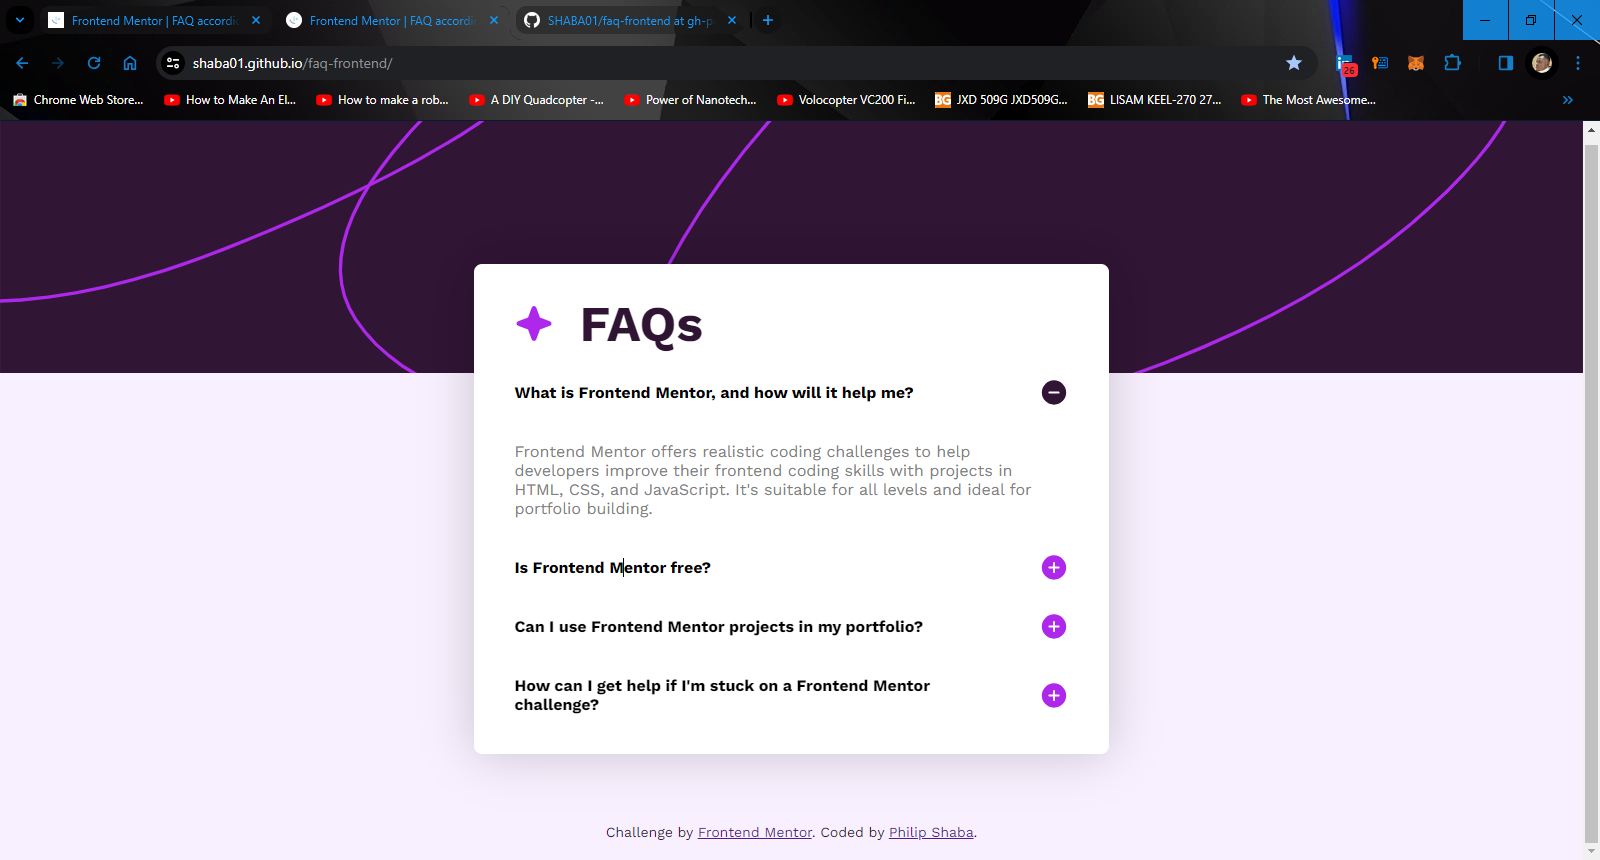 Frontend Mentor | FAQ accordi
Frontend Mentor | FAQ accordi
SHABA01/faq-frontend at gh-p
shaba01.github.io/faq-frontend/
26
Chrome Web Store...
How to Make An El...
How to make a rob...
A DIY Quadcopter -...
Power of Nanotech...
Volocopter VC200 Fi...
BG
JXD 509G JXD509G...
BG
LISAM KEEL-270 27...
The Most Awesome...
FAQs
What is Frontend Mentor, and how will it help me?
Frontend Mentor offers realistic coding challenges to help
developers improve their frontend coding skills with projects in
HTML, CSS, and JavaScript. It's suitable for all levels and ideal for
portfolio building.
Is Frontend Mentor free?
Can I use Frontend Mentor projects in my portfolio?
How can I get help if I'm stuck on a Frontend Mentor
challenge?
Challenge by Frontend Mentor. Coded by Philip Shaba.